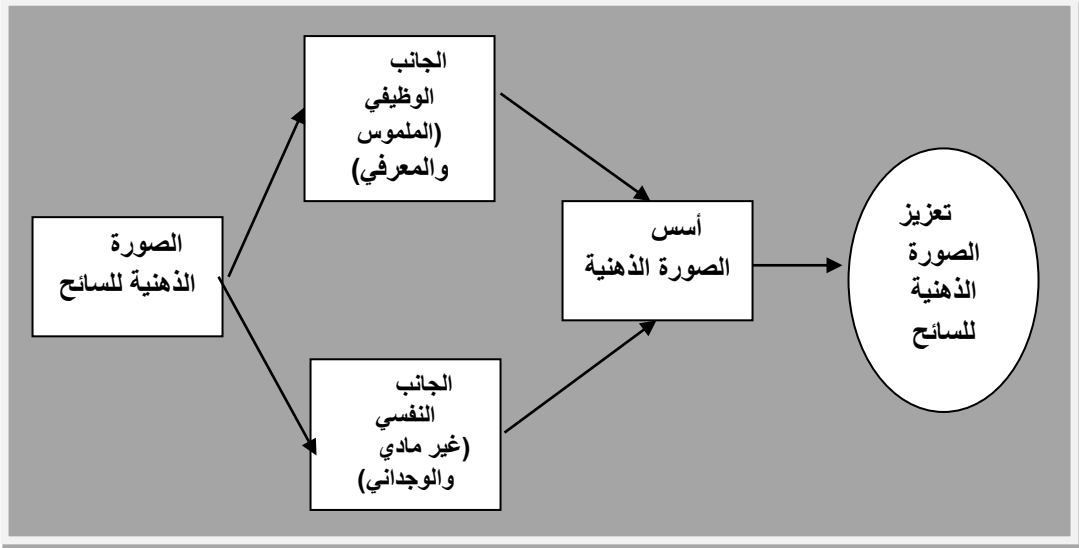 الصورة
الذهنية للسائح
الجانب
الوظيفي
(الملموس
والمعرفي)
الجانب
النفسي
(غير مادي
والوجداني)
أسس
الصورة الذهنية
تعزيز
الصورة
الذهنية
للسائح